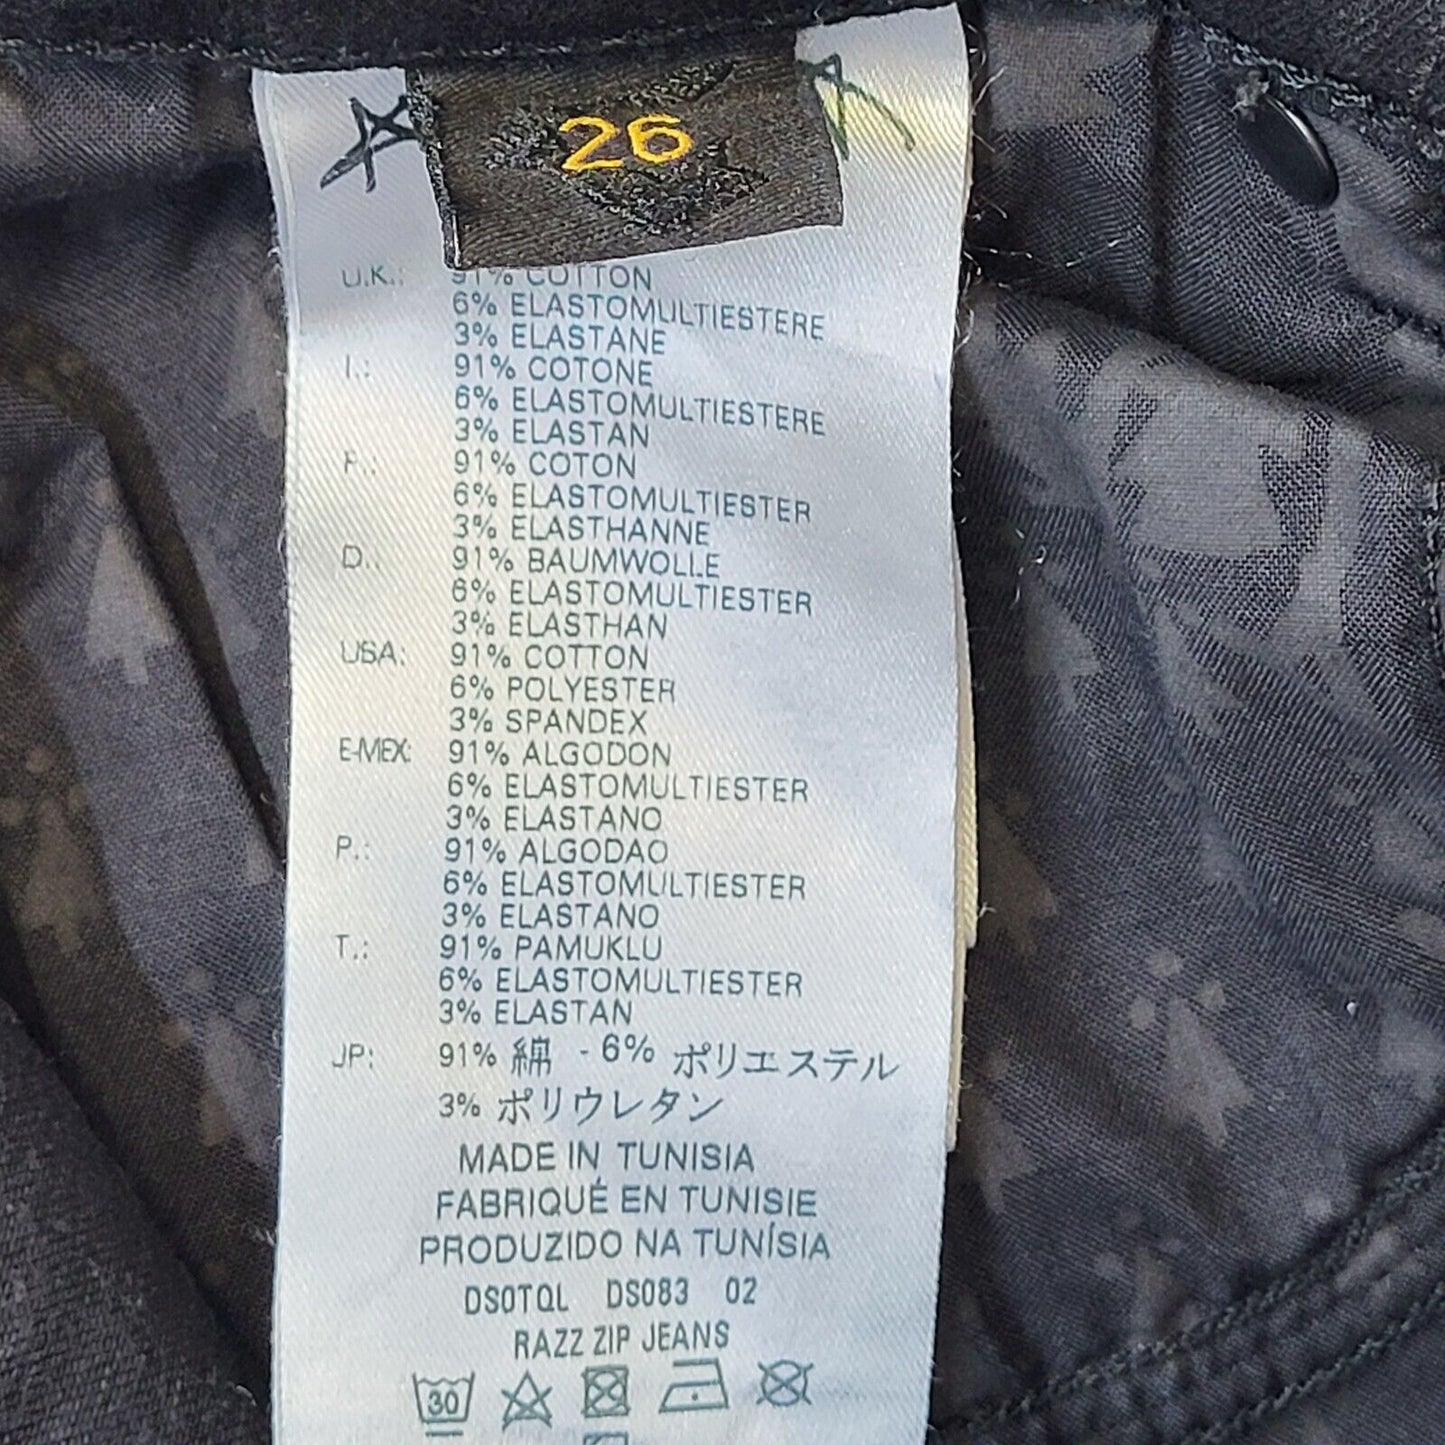 26
U.K.: 91% COTTON
6% ELASTOMULTIESTERE
3% ELASTANE
I.: 91% COTONE
6% ELASTOMULTIESTERE
3% ELASTAN
F.: 91% COTON
6% ELASTOMULTIESTER
3% ELASTHANNE
D.: 91% BAUMWOLLE
6% ELASTOMULTIESTER
3% ELASTHAN
USA: 91% COTTON
6% POLYESTER
3% SPANDEX
E-MEX: 91% ALGODON
6% ELASTOMULTIESTER
3% ELASTANO
P.: 91% ALGODAO
6% ELASTOMULTIESTER
3% ELASTANO
T.: 91% PAMUKLU
6% ELASTOMULTIESTER
3% ELASTAN
JP: 91% 綿 - 6% ポリエステル
3% ポリウレタン
MADE IN TUNISIA
FABRIQUÉ EN TUNISIE
PRODUZIDO NA TUNÍSIA
DS0TQL DS083 02
RAZZ ZIP JEANS
30